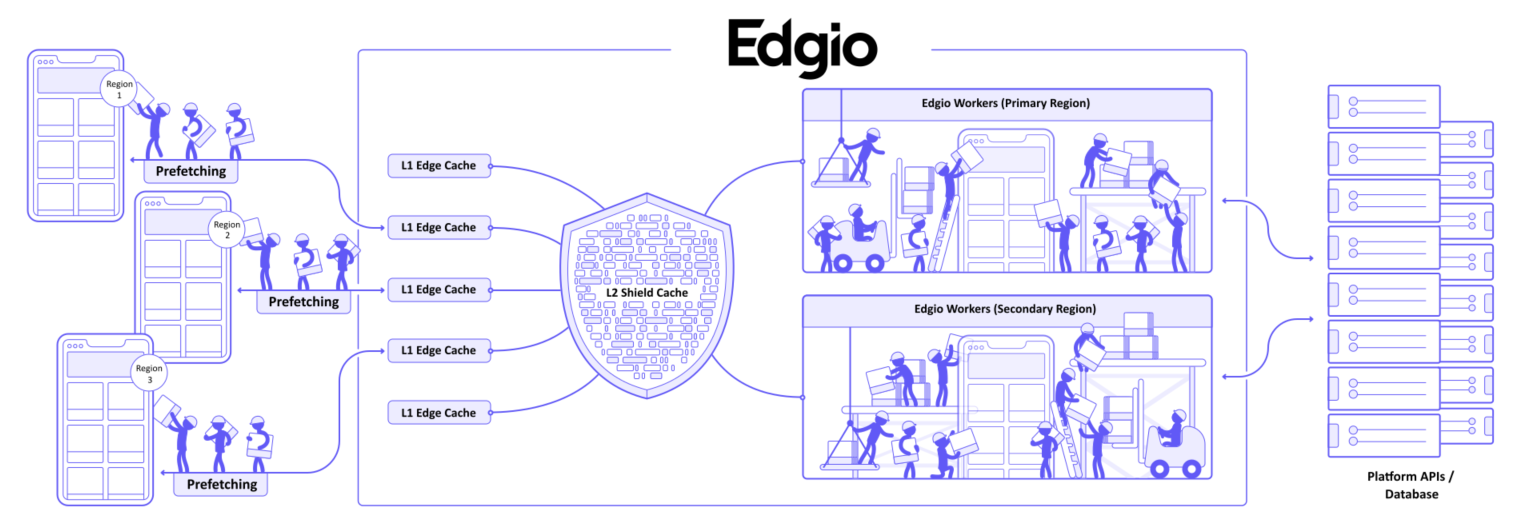 Edgio
Region
1
Prefetching
Region
2
Prefetching
Region
3
Prefetching
L1 Edge Cache
L1 Edge Cache
L1 Edge Cache
L1 Edge Cache
L1 Edge Cache
L2 Shield Cache
Edgio Workers (Primary Region)
Edgio Workers (Secondary Region)
Platform APIs /
Database